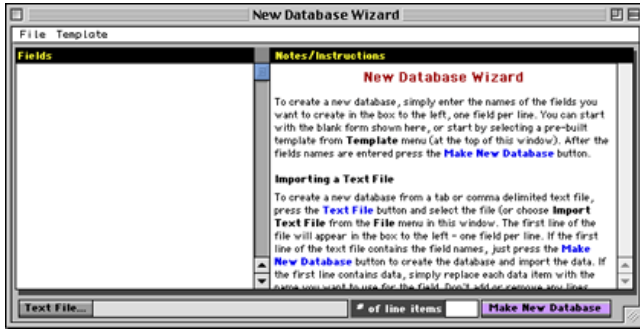 New Database Wizard
File Template
Fields
Notes/Instructions
New Database Wizard
To create a new database, simply enter the names of the fields you
want to create in the box to the left, one field per line. You can start
with the blank form shown here, or start by selecting a pre-built
template from Template menu (at the top of this window). After the
fields names are entered press the Make New Database button.
Importing a Text File
To create a new database from a tab or comma delimited text file,
press the Text File button and select the file (or choose Import
Text File from the File menu in this window. The first line of the
file will appear in the box to the left - one field per line. If the first
line of the text file contains the field names, just press the Make
New Database button to create the database and import the data. If
the first line contains data, simply replace each data item with the
name you want to use for the field. Don't add or remove any lines
Text File...
# of line items
Make New Database